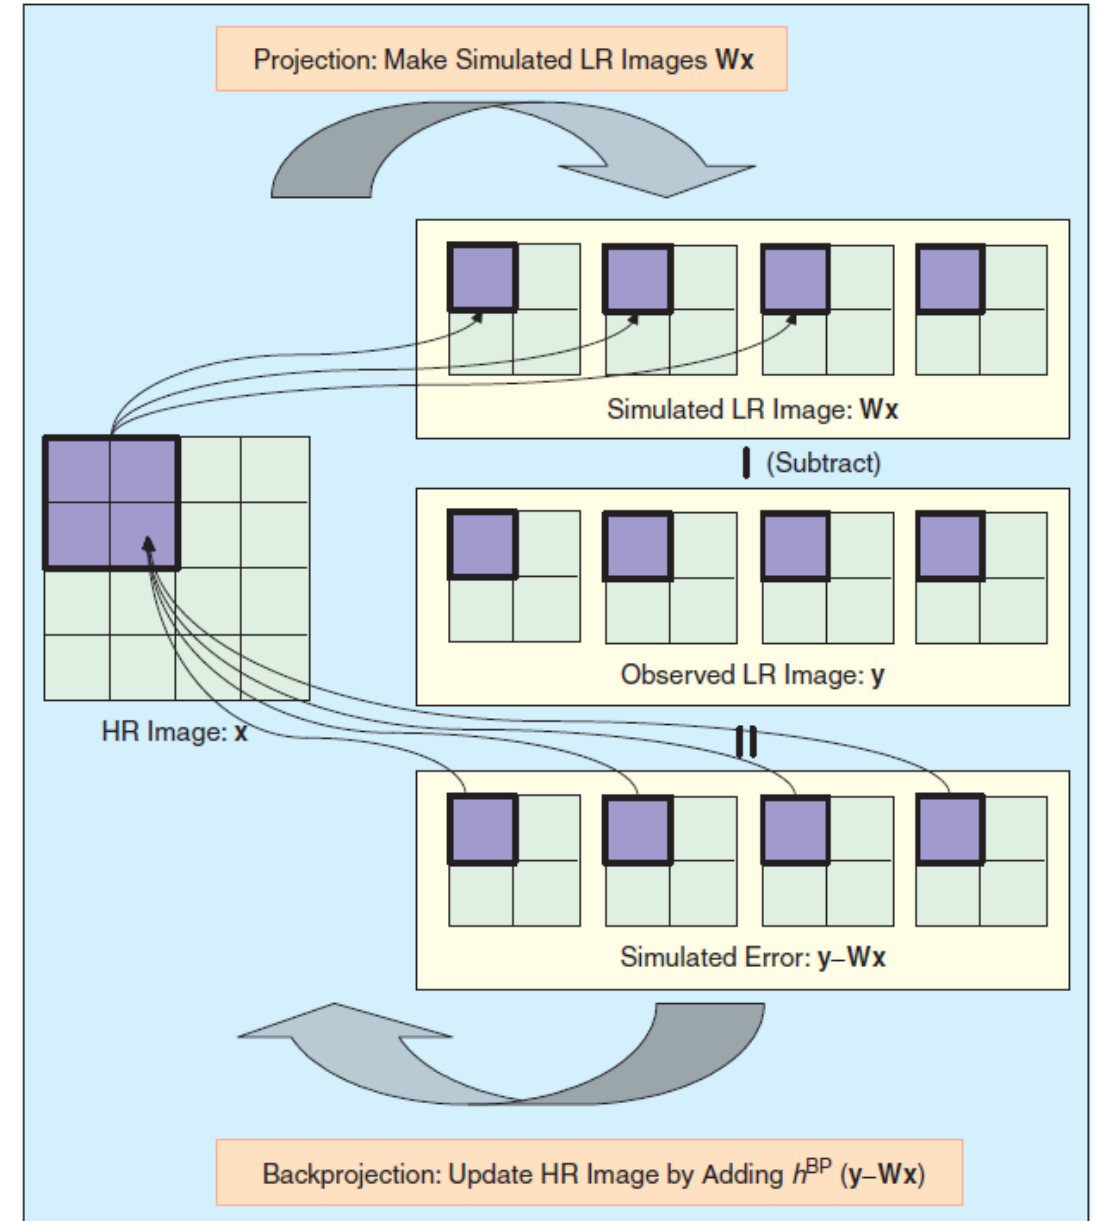 Projection: Make Simulated LR Images Wx
Simulated LR Image: Wx
(Subtract)
Observed LR Image: y
HR Image: x
Simulated Error: y–Wx
Backprojection: Update HR Image by Adding hᴮᴾ (y–Wx)